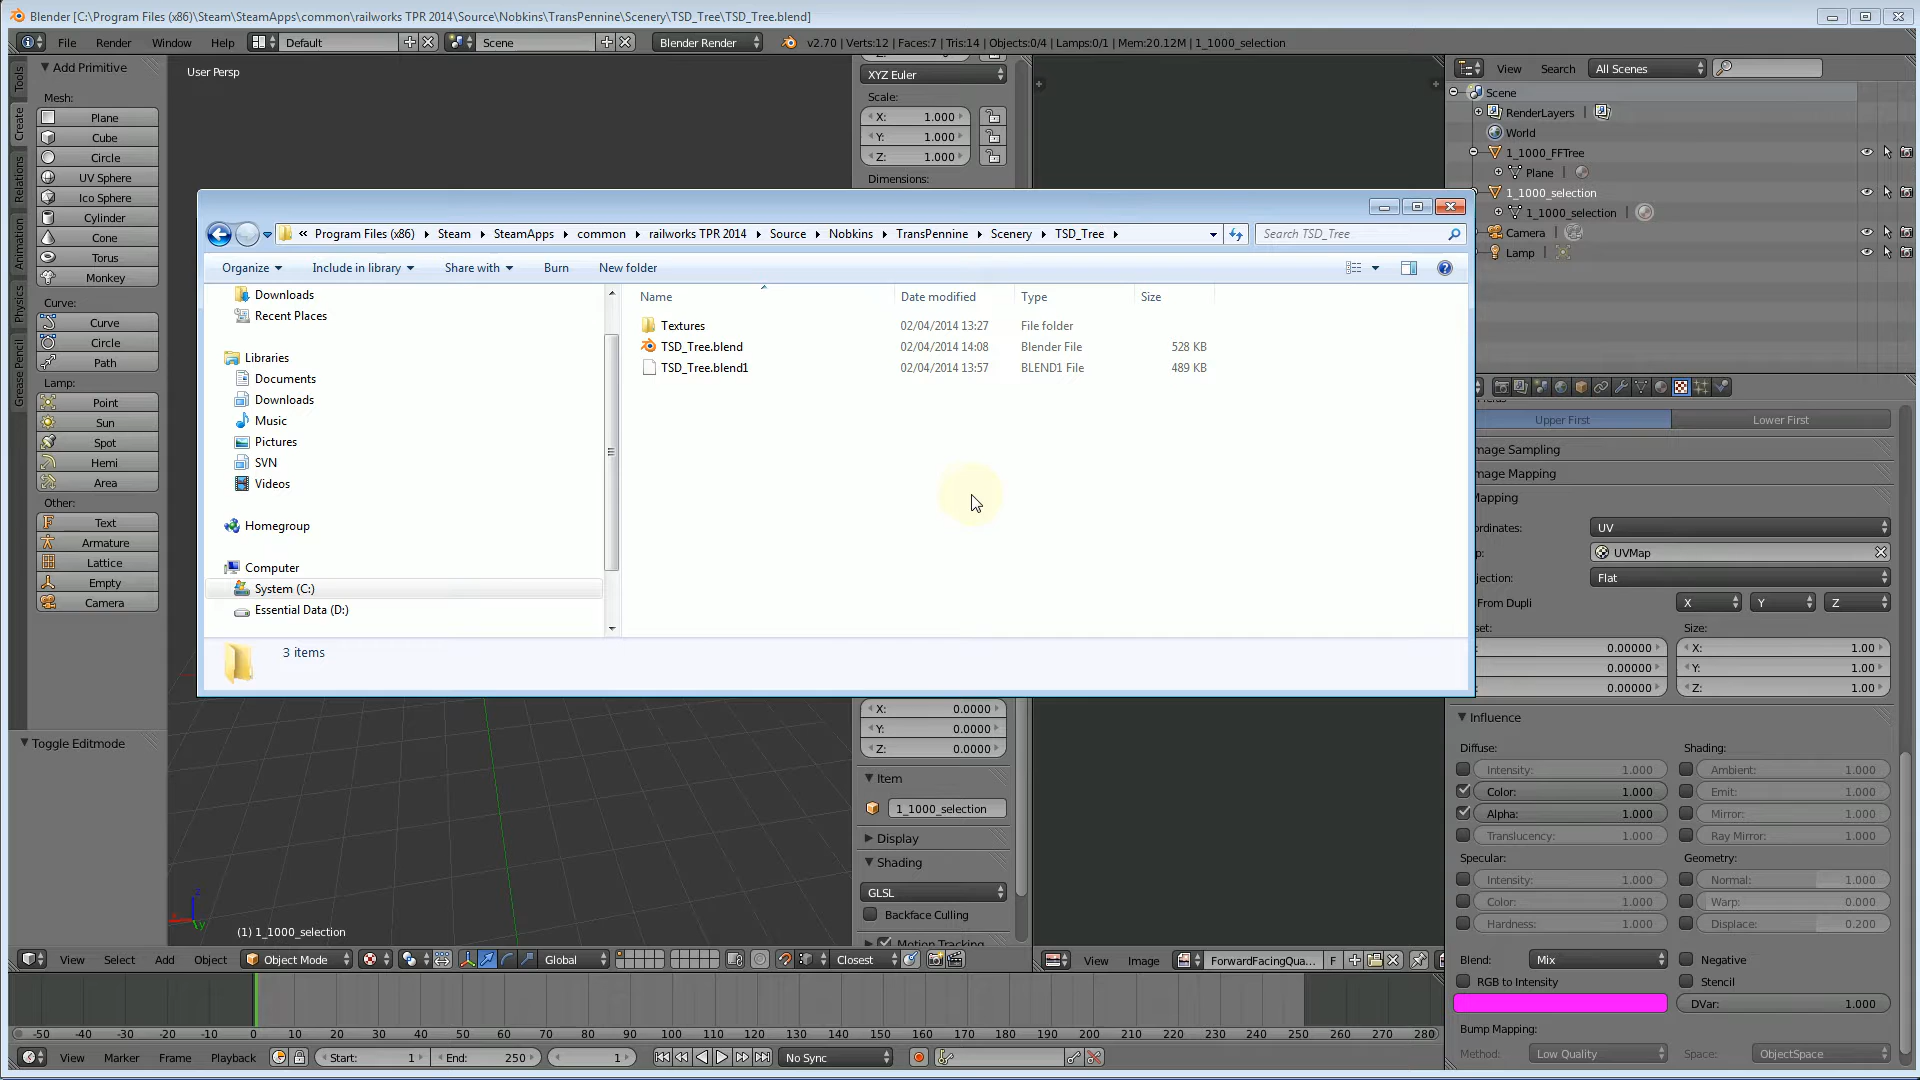 Blender [C:\Program Files (x86)\Steam\SteamApps\common\railworks TPR 2014\Source\Nobkins\TransPennine\Scenery\TSD_Tree\TSD_Tree.blend]
File Render Window Help Default Scene Blender Render v2.70 | Verts:12 | Faces:7 | Tris:14 | Objects:0/4 | Lamps:0/1 | Mem:20.12M | 1_1000_selection
Tools
Create
Relations
Animation
Physics
Grease Pencil
Add Primitive
Mesh:
Plane
Cube
Circle
UV Sphere
Ico Sphere
Cylinder
Cone
Torus
Monkey
Curve:
Curve
Circle
Path
Lamp:
Point
Sun
Spot
Hemi
Area
Other:
Text
Armature
Lattice
Empty
Camera
Toggle Editmode
User Persp
XYZ Euler
Scale:
X: 1.000
Y: 1.000
Z: 1.000
Dimensions:
View Search All Scenes
Scene
RenderLayers |
World
1_1000_FFTree
Plane |
1_1000_selection
1_1000_selection |
Camera |
Lamp |
« Program Files (x86) Steam SteamApps common railworks TPR 2014 Source Nobkins TransPennine Scenery TSD_Tree Search TSD_Tree
Organize Include in library Share with Burn New folder
Downloads
Recent Places
Libraries
Documents
Downloads
Music
Pictures
SVN
Videos
Homegroup
Computer
System (C:)
Essential Data (D:)
Name Date modified Type Size
Textures 02/04/2014 13:27 File folder
TSD_Tree.blend 02/04/2014 14:08 Blender File 528 KB
TSD_Tree.blend1 02/04/2014 13:57 BLEND1 File 489 KB
3 items
Upper First Lower First
mage Sampling
mage Mapping
Mapping
rdinates: UV
p: UVMap
jection: Flat
From Dupli X Y Z
set: Size:
0.00000 X: 1.00
0.00000 Y: 1.00
0.00000 Z: 1.00
Influence
Diffuse: Shading:
Intensity: 1.000 Ambient: 1.000
Color: 1.000 Emit: 1.000
Alpha: 1.000 Mirror: 1.000
Translucency: 1.000 Ray Mirror: 1.000
Specular: Geometry:
Intensity: 1.000 Normal: 1.000
Color: 1.000 Warp: 0.000
Hardness: 1.000 Displace: 0.200
Blend: Mix Negative
RGB to Intensity Stencil
DVar: 1.000
Bump Mapping:
Method: Low Quality Space: ObjectSpace
X: 0.0000
Y: 0.0000
Z: 0.0000
Item
1_1000_selection
Display
Shading
GLSL
Backface Culling
Motion Tracking
z
y
(1) 1_1000_selection
View Select Add Object Object Mode Global Closest
View Image ForwardFacingQua... F
-50 -40 -30 -20 -10 0 10 20 30 40 50 60 70 80 90 100 110 120 130 140 150 160 170 180 190 200 210 220 230 240 250 260 270 280
View Marker Frame Playback Start: 1 End: 250 1 No Sync